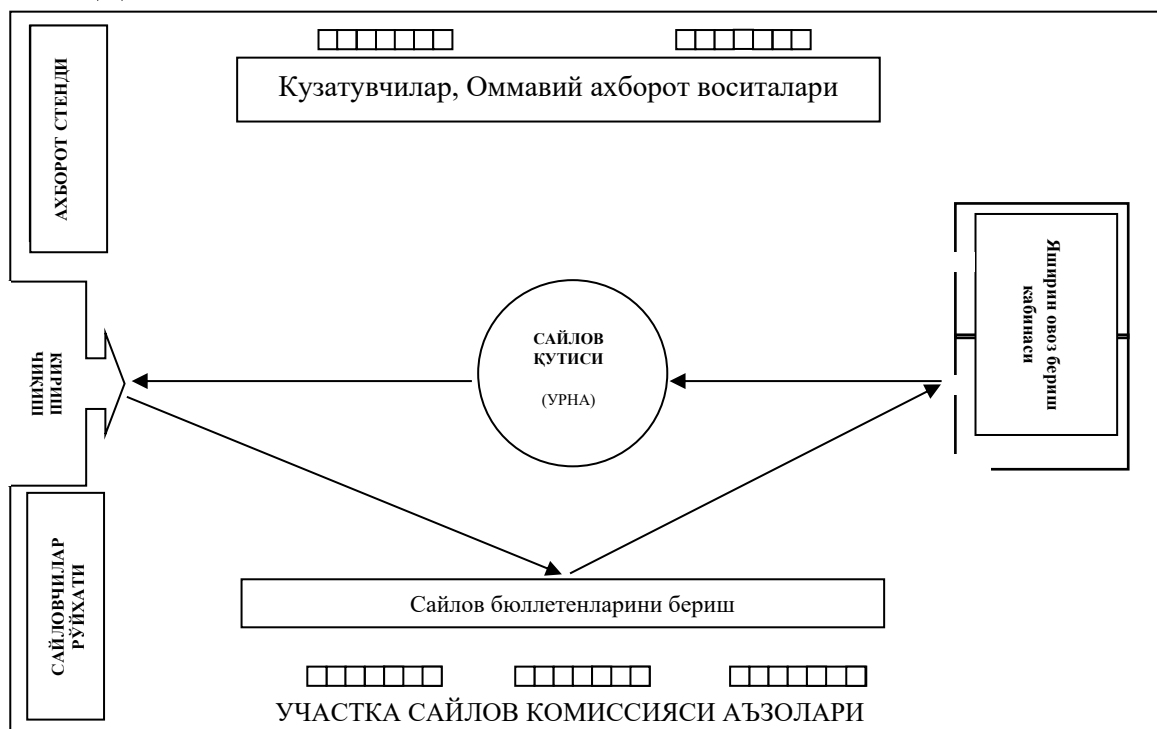 Кузатувчилар, Оммавий ахборот воситалари
АХБОРОТ СТЕНДИ
Яширин овоз бериш
кабинаси
САЙЛОВ
ҚУТИСИ
(УРНА)
КИРИШ
ЧИҚИШ
САЙЛОВЧИЛАР
РЎЙХАТИ
Сайлов бюллетенларини бериш
УЧАСТКА САЙЛОВ КОМИССИЯСИ АЪЗОЛАРИ